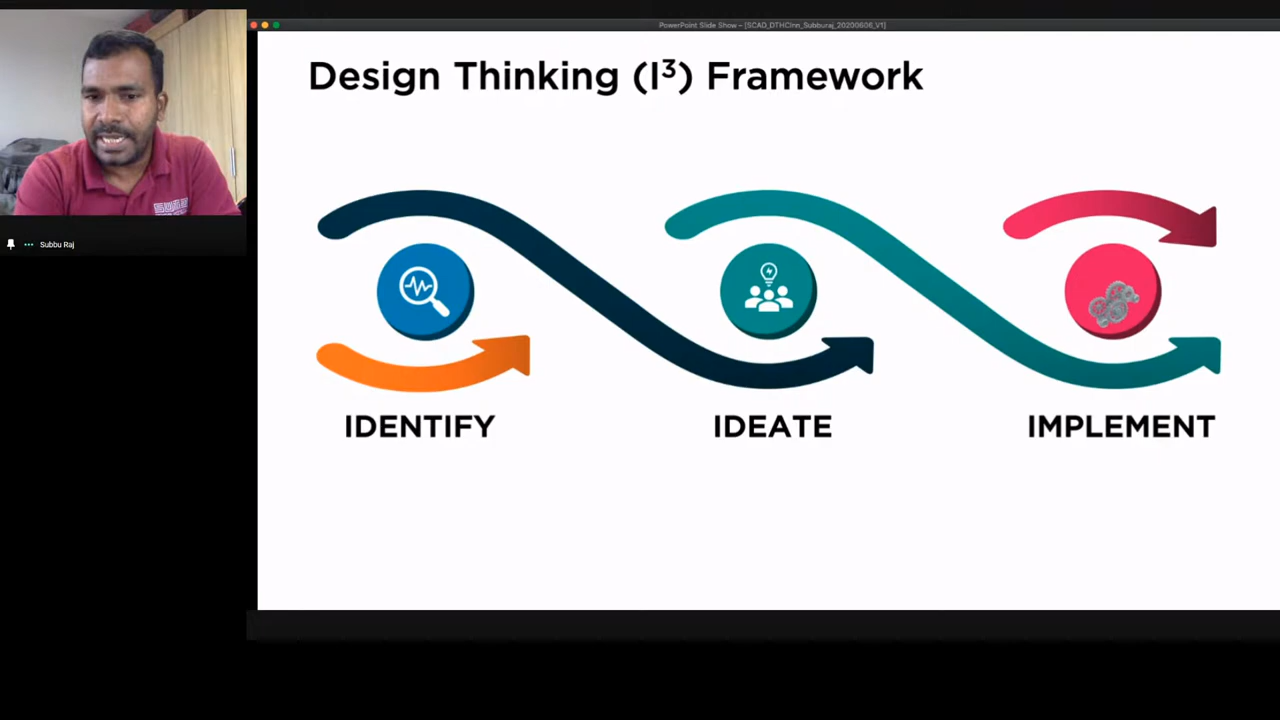 PowerPoint Slide Show - [SCAD_DTHCInn_Subburaj_20200606_V1]
Design Thinking (I³) Framework
Subbu Raj
IDENTIFY
IDEATE
IMPLEMENT